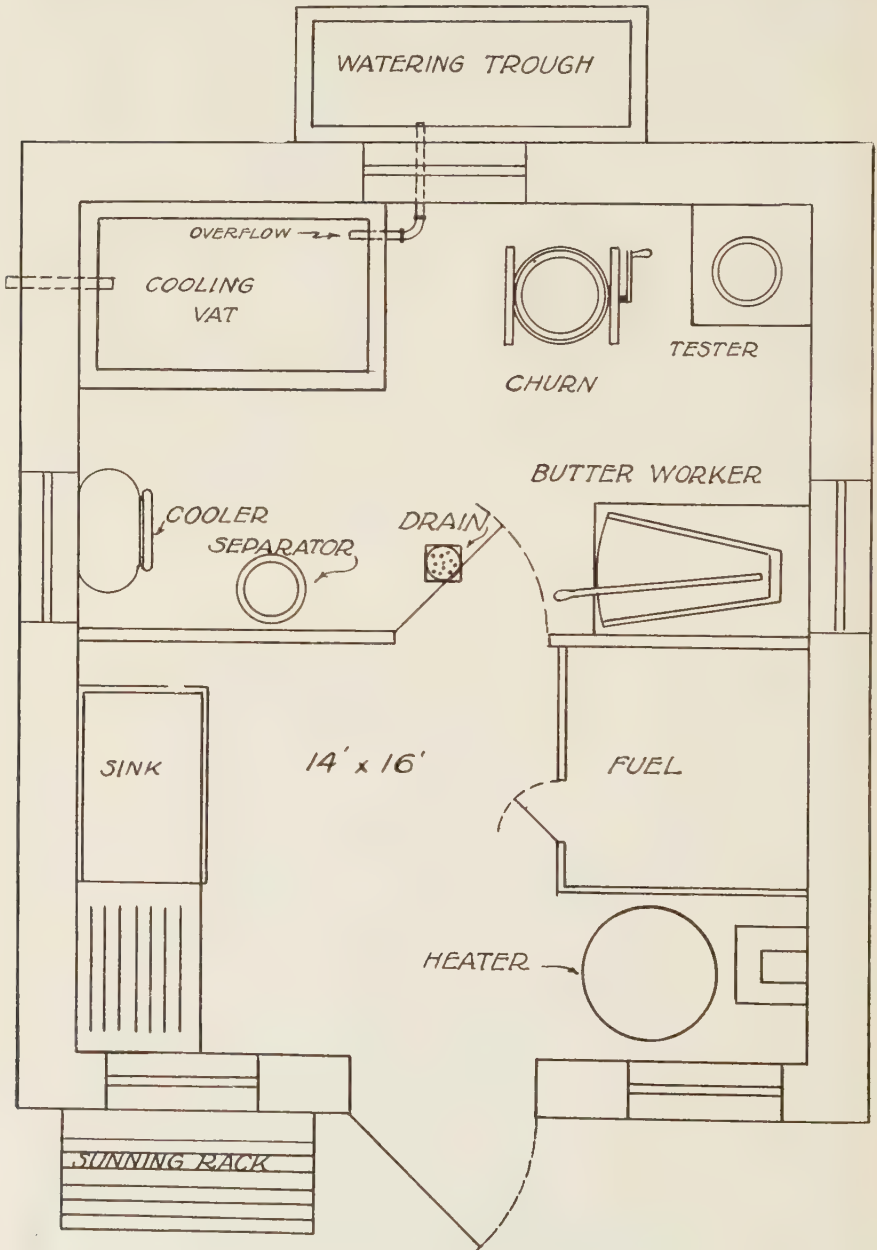 WATERING TROUGH
OVERFLOW
COOLING
VAT
TESTER
CHURN
BUTTER WORKER
COOLER
DRAIN
SEPARATOR
SINK
14' x 16'
FUEL
HEATER
SUNNING RACK